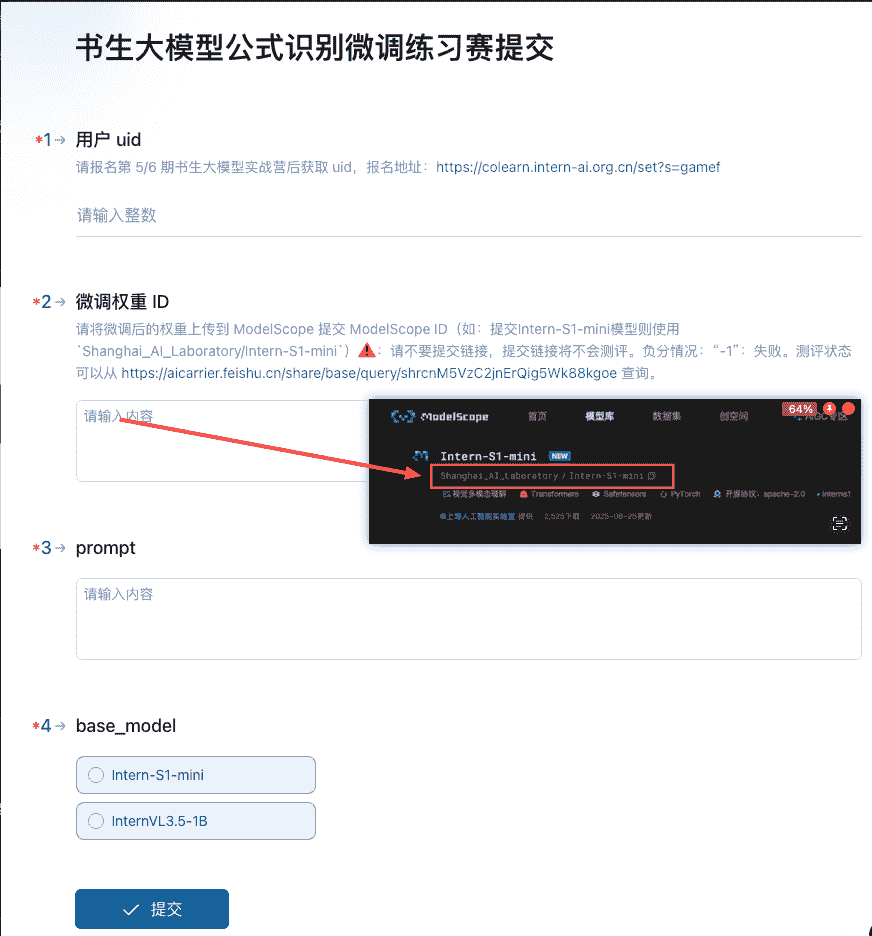 书生大模型公式识别微调练习赛提交
*1→ 用户 uid
请报名第 5/6 期书生大模型实战营后获取 uid，报名地址：https://colearn.intern-ai.org.cn/set?s=gamef
请输入整数
*2→ 微调权重 ID
请将微调后的权重上传到 ModelScope 提交 ModelScope ID（如：提交Intern-S1-mini模型则使用
`Shanghai_AI_Laboratory/Intern-S1-mini`）⚠️：请不要提交链接，提交链接将不会测评。负分情况：“-1”：失败。测评状态
可以从 https://aicarrier.feishu.cn/share/base/query/shrcnM5VzC2jnErQig5Wk88kgoe 查询。
请输入内容
ModelScope 首页 模型库 数据集 创空间 64%
Intern-S1-mini NEW
Shanghai_AI_Laboratory / Intern-S1-mini
视觉多模态理解 Transformers Safetensors PyTorch 开源协议：apache-2.0
上海人工智能实验室 提供 2,525下载 2025-08-25更新
*3→ prompt
请输入内容
*4→ base_model
Intern-S1-mini
InternVL3.5-1B
提交